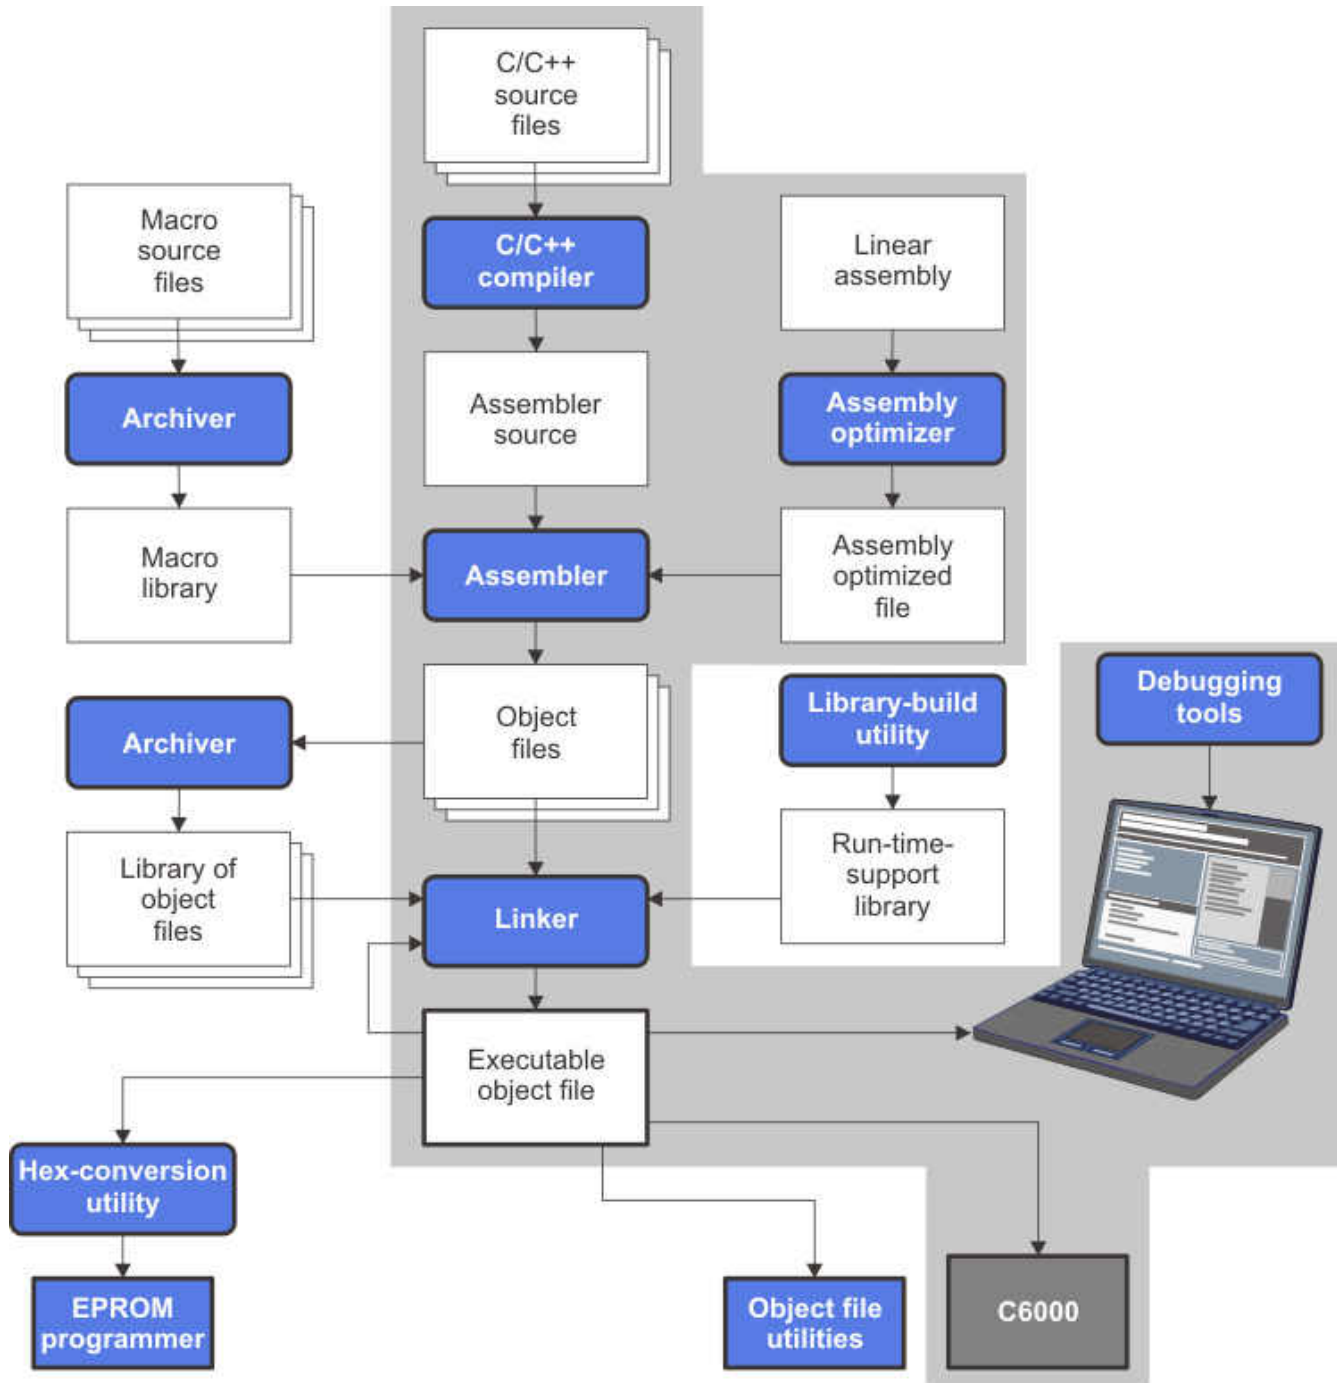 C/C++
source
files
Macro
source
files
C/C++
compiler
Linear
assembly
Archiver
Assembler
source
Assembly
optimizer
Macro
library
Assembler
Assembly
optimized
file
Archiver
Object
files
Library-build
utility
Debugging
tools
Library of
object
files
Linker
Run-time-
support
library
Executable
object file
Hex-conversion
utility
EPROM
programmer
Object file
utilities
C6000